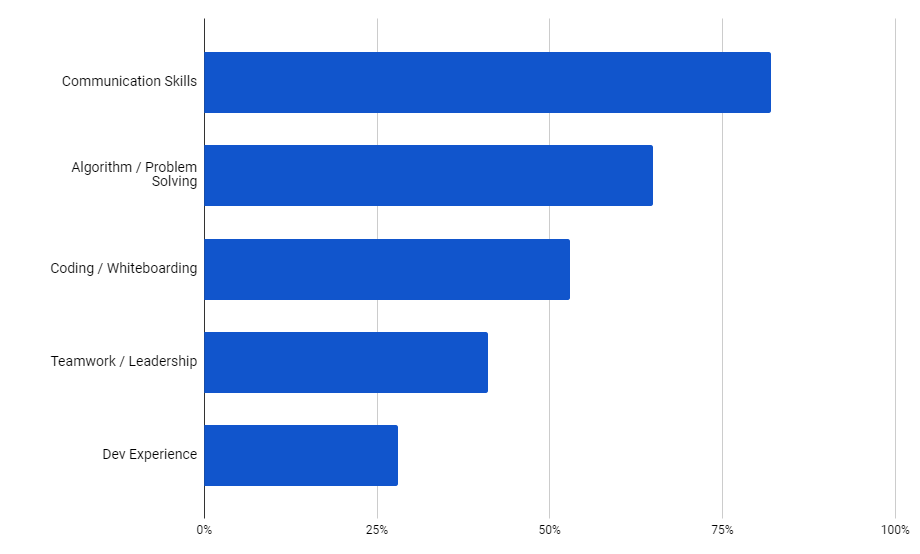 Communication Skills
Algorithm / Problem
Solving
Coding / Whiteboarding
Teamwork / Leadership
Dev Experience
0%
25%
50%
75%
100%